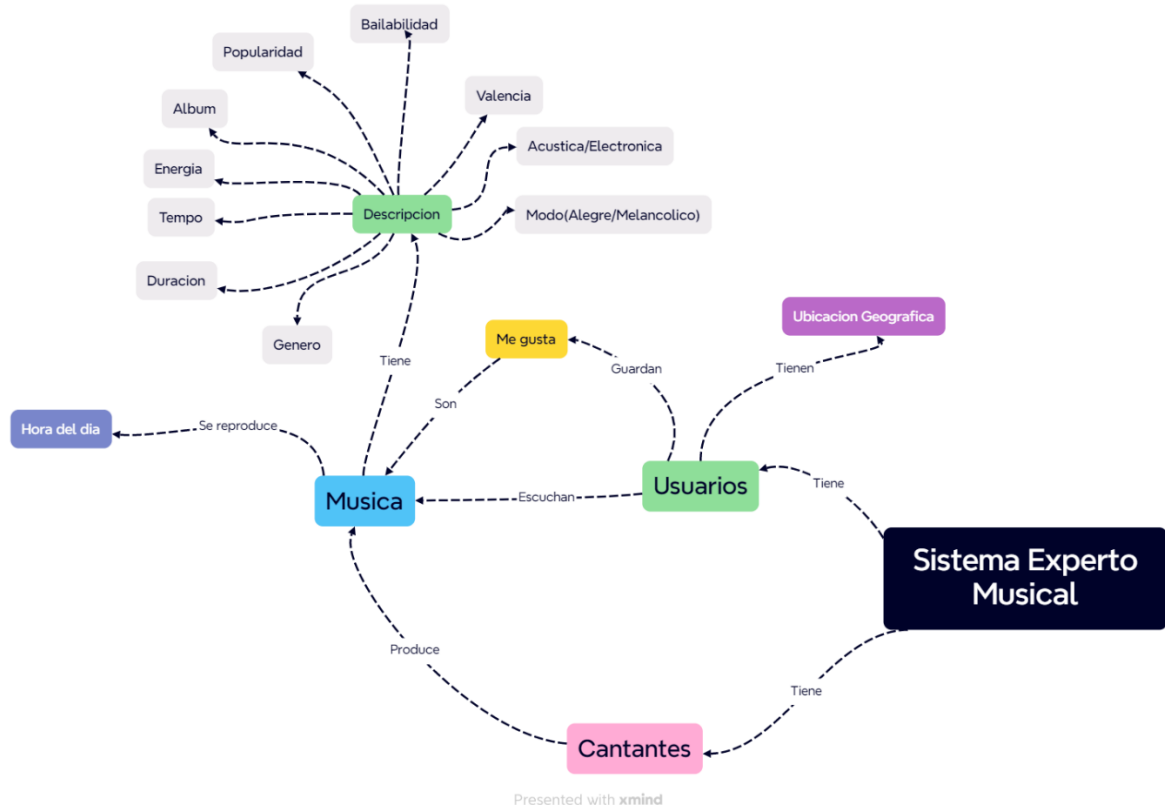 Bailabilidad
Popularidad
Valencia
Album
Acustica/Electronica
Energia
Tempo
Descripcion
Modo(Alegre/Melancolico)
Duracion
Ubicacion Geografica
Genero
Me gusta
Tiene
Guardan
Tienen
Son
Hora del dia
Se reproduce
Musica
Escuchan
Usuarios
Tiene
Sistema Experto
Musical
Produce
Tiene
Cantantes
Presented with xmind